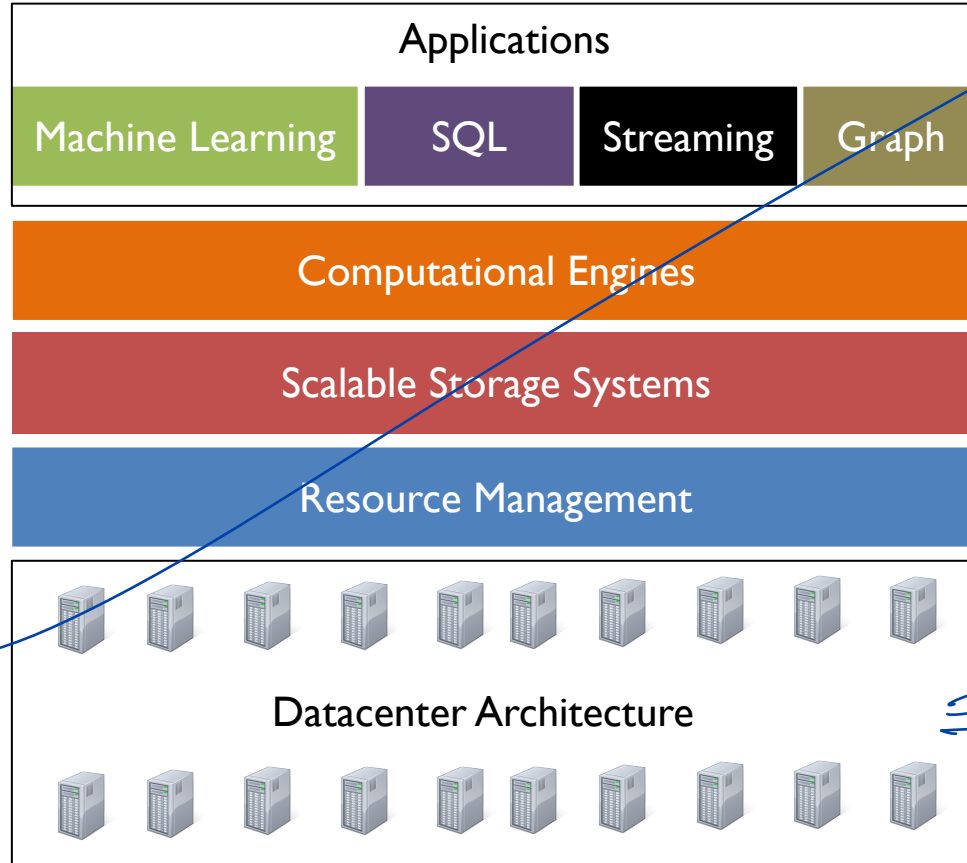 Applications
Machine Learning SQL Streaming Graph
Computational Engines
Scalable Storage Systems
Resource Management
Datacenter Architecture